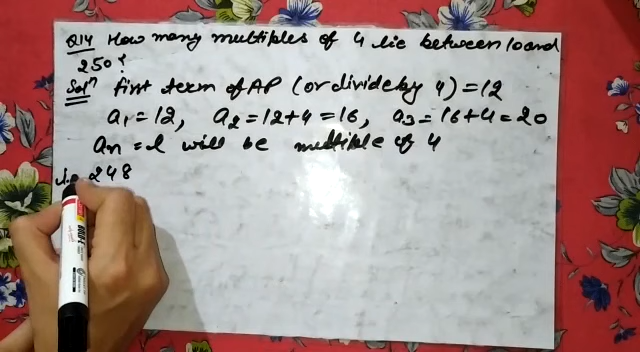 Q14 How many multiples of 4 lie between 10 and
250?
Solⁿ first term of AP (or divide by 4) = 12
a₁ = 12, a₂ = 12+4 = 16, a₃ = 16+4 = 20
an = l will be multiple of 4
i.e 248